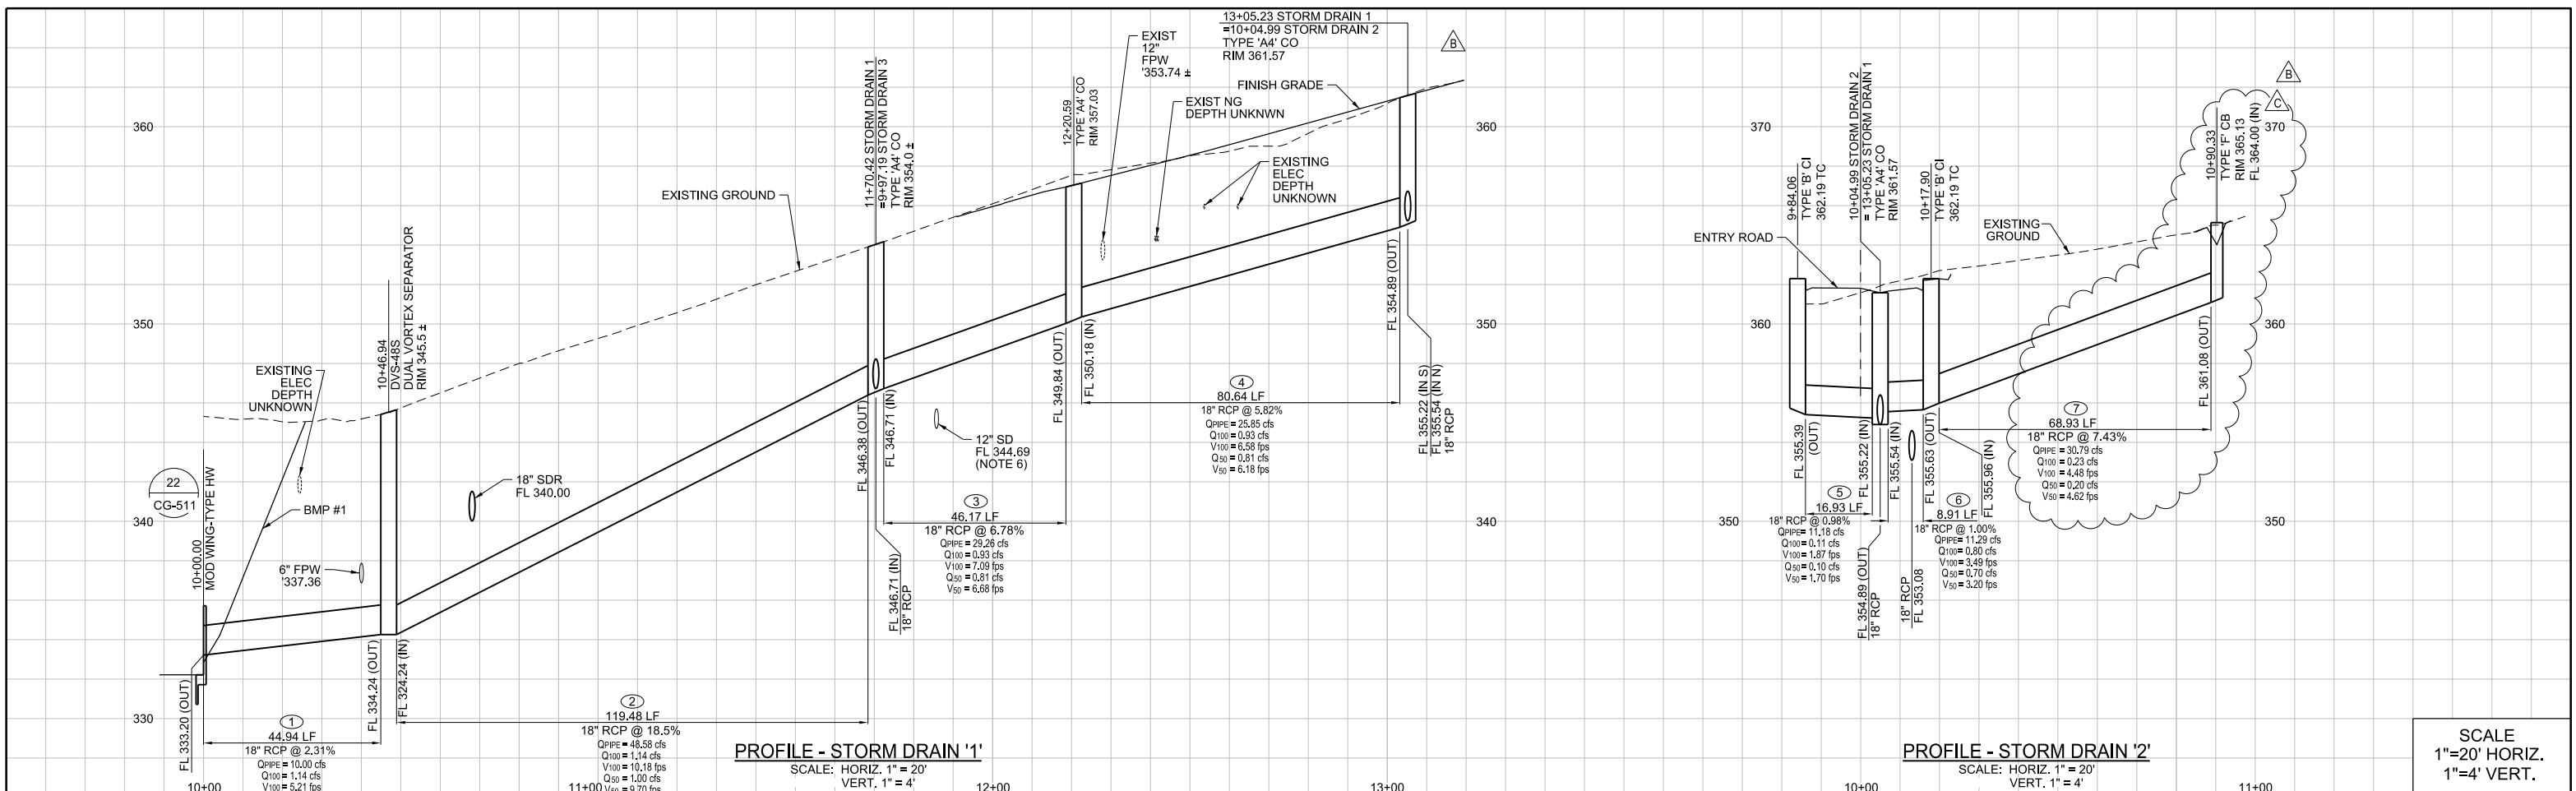 13+05.23 STORM DRAIN 1
=10+04.99 STORM DRAIN 2
TYPE 'A4' CO
RIM 361.57
EXIST
12"
FPW
'353.74 ±
B
FINISH GRADE
EXIST NG
DEPTH UNKNWN
11+70.42 STORM DRAIN 1
=9+97.19 STORM DRAIN 3
TYPE 'A4' CO
RIM 354.0 ±
12+20.59
TYPE 'A4' CO
RIM 357.03
360
360
EXISTING
ELEC
DEPTH
UNKNOWN
EXISTING GROUND
10+46.94
DVS-48S
DUAL VORTEX SEPARATOR
RIM 345.5 ±
350
350
EXISTING
ELEC
DEPTH
UNKNOWN
22
CG-511
340
340
BMP #1
10+00.00
MOD WING-TYPE HW
6" FPW
'337.36
18" SDR
FL 340.00
12" SD
FL 344.69
(NOTE 6)
FL 346.38 (OUT)
FL 346.71 (IN)
FL 346.71 (IN)
18" RCP
FL 349.84 (OUT)
FL 350.18 (IN)
FL 354.89 (OUT)
FL 355.22 (IN S)
FL 355.54 (IN N)
18" RCP
4
80.64 LF
18" RCP @ 5.82%
QPIPE = 25.85 cfs
Q100 = 0.93 cfs
V100 = 6.58 fps
Q50 = 0.81 cfs
V50 = 6.18 fps
3
46.17 LF
18" RCP @ 6.78%
QPIPE = 29.26 cfs
Q100 = 0.93 cfs
V100 = 7.09 fps
Q50 = 0.81 cfs
V50 = 6.68 fps
330
FL 333.20 (OUT)
FL 334.24 (OUT)
FL 324.24 (IN)
1
44.94 LF
18" RCP @ 2.31%
QPIPE = 10.00 cfs
Q100 = 1.14 cfs
V100 = 5.21 fps
2
119.48 LF
18" RCP @ 18.5%
QPIPE = 48.58 cfs
Q100 = 1.14 cfs
V100 = 10.18 fps
Q50 = 1.00 cfs
V50 = 9.70 fps
PROFILE - STORM DRAIN '1'
SCALE: HORIZ. 1" = 20'
VERT. 1" = 4'
10+00
11+00
12+00
13+00
B
C
370
370
9+84.06
TYPE 'B' CI
362.19 TC
10+04.99 STORM DRAIN 2
= 13+05.23 STORM DRAIN 1
TYPE 'A4' CO
RIM 361.57
10+17.90
TYPE 'B' CI
362.19 TC
10+90.33
TYPE 'F' CB
RIM 365.13
FL 364.00 (IN)
ENTRY ROAD
EXISTING
GROUND
360
360
FL 355.39
(OUT)
FL 355.22 (IN)
FL 354.89 (OUT)
18" RCP
FL 355.54 (IN)
18" RCP
FL 353.08
FL 355.63 (OUT)
FL 355.96 (IN)
FL 361.08 (OUT)
350
350
5
16.93 LF
18" RCP @ 0.98%
QPIPE= 11.18 cfs
Q100 = 0.11 cfs
V100 = 1.87 fps
Q50 = 0.10 cfs
V50 = 1.70 fps
6
8.91 LF
18" RCP @ 1.00%
QPIPE = 11.29 cfs
Q100 = 0.80 cfs
V100 = 3.49 fps
Q50 = 0.70 cfs
V50 = 3.20 fps
7
68.93 LF
18" RCP @ 7.43%
QPIPE = 30.79 cfs
Q100 = 0.23 cfs
V100 = 4.48 fps
Q50 = 0.20 cfs
V50 = 4.62 fps
PROFILE - STORM DRAIN '2'
SCALE: HORIZ. 1" = 20'
VERT. 1" = 4'
10+00
11+00
SCALE
1"=20' HORIZ.
1"=4' VERT.